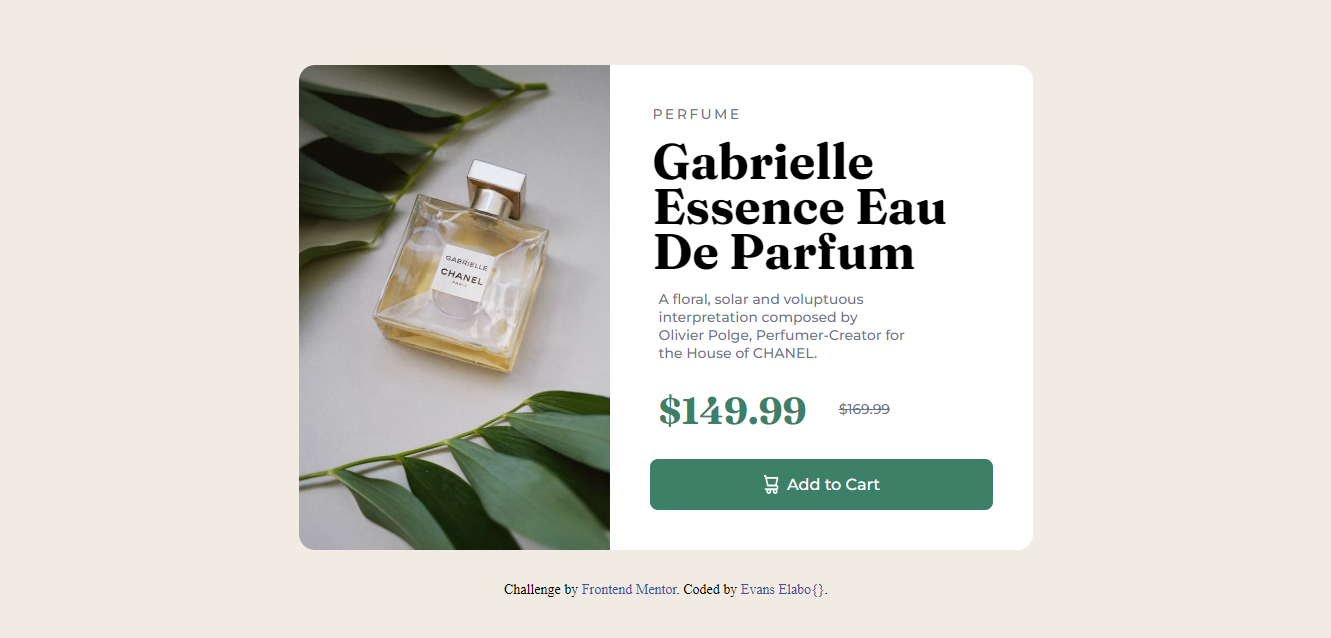 GABRIELLE
CHANEL
PARIS
PERFUME
Gabrielle
Essence Eau
De Parfum
A floral, solar and voluptuous
interpretation composed by
Olivier Polge, Perfumer-Creator for
the House of CHANEL.
$149.99 $169.99
Add to Cart
Challenge by Frontend Mentor. Coded by Evans Elabo{}.